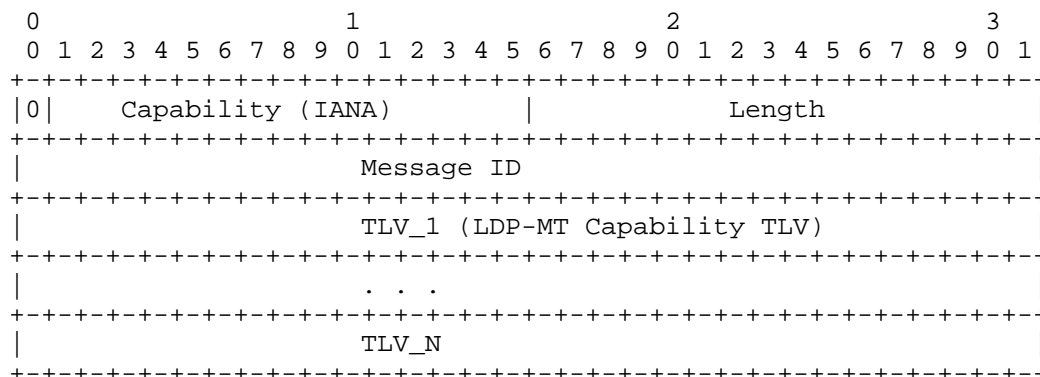 0                   1                   2                   3
 0 1 2 3 4 5 6 7 8 9 0 1 2 3 4 5 6 7 8 9 0 1 2 3 4 5 6 7 8 9 0 1
+-+-+-+-+-+-+-+-+-+-+-+-+-+-+-+-+-+-+-+-+-+-+-+-+-+-+-+-+-+-+-+--
|0|    Capability (IANA)        |            Length             |
+-+-+-+-+-+-+-+-+-+-+-+-+-+-+-+-+-+-+-+-+-+-+-+-+-+-+-+-+-+-+-+--
|                     Message ID                                |
+-+-+-+-+-+-+-+-+-+-+-+-+-+-+-+-+-+-+-+-+-+-+-+-+-+-+-+-+-+-+-+--
|                     TLV_1 (LDP-MT Capability TLV)             |
+-+-+-+-+-+-+-+-+-+-+-+-+-+-+-+-+-+-+-+-+-+-+-+-+-+-+-+-+-+-+-+--
|                     . . .                                     |
+-+-+-+-+-+-+-+-+-+-+-+-+-+-+-+-+-+-+-+-+-+-+-+-+-+-+-+-+-+-+-+--
|                     TLV_N                                     |
+-+-+-+-+-+-+-+-+-+-+-+-+-+-+-+-+-+-+-+-+-+-+-+-+-+-+-+-+-+-+-+--